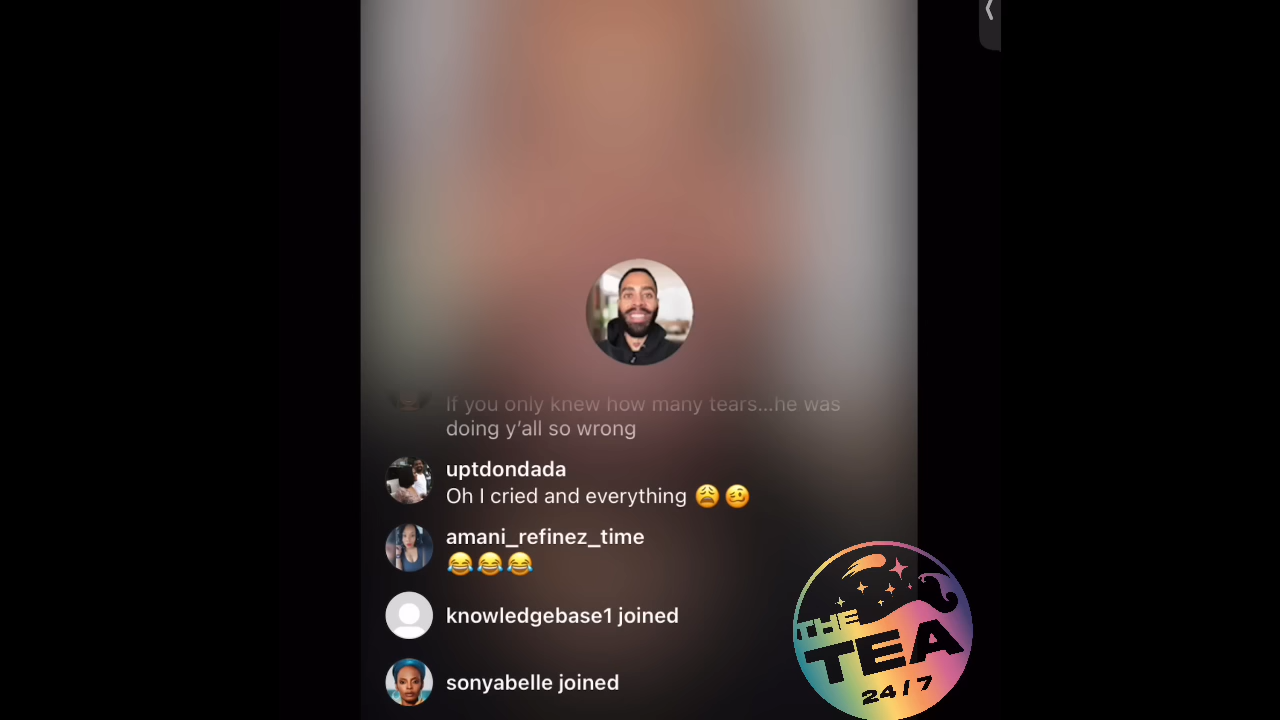 If you only knew how many tears...he was
doing y'all so wrong
uptdondada
Oh I cried and everything 😩 🥴
amani_refinez_time
😂😂😂
knowledgebase1 joined
sonyabelle joined
THE
TEA
24/7